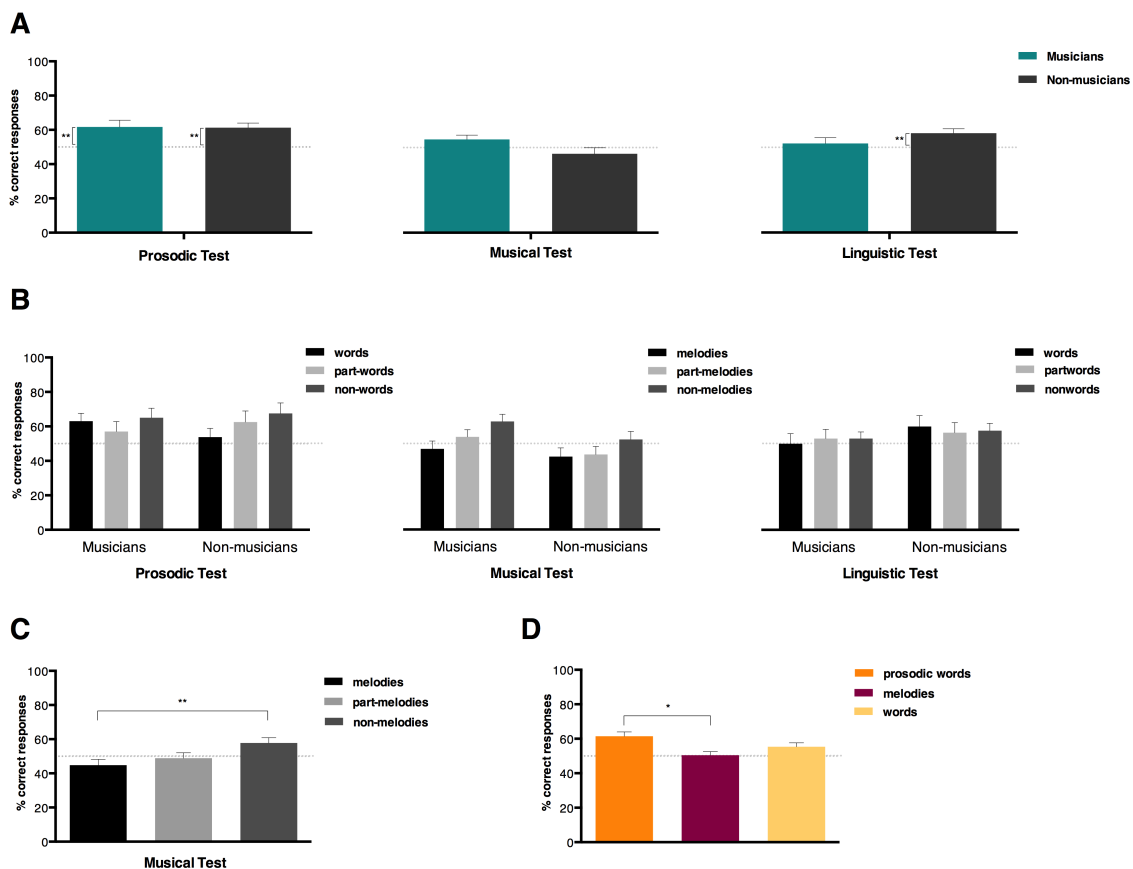 A
% correct responses
100
80
60
40
20
0
**
**
**
Musicians
Non-musicians
Prosodic Test
Musical Test
Linguistic Test
B
% correct responses
100
80
60
40
20
0
words
part-words
non-words
melodies
part-melodies
non-melodies
words
partwords
nonwords
Musicians
Non-musicians
Musicians
Non-musicians
Musicians
Non-musicians
Prosodic Test
Musical Test
Linguistic Test
C
% correct responses
100
80
60
40
20
0
**
melodies
part-melodies
non-melodies
Musical Test
D
% correct responses
100
80
60
40
20
0
*
prosodic words
melodies
words